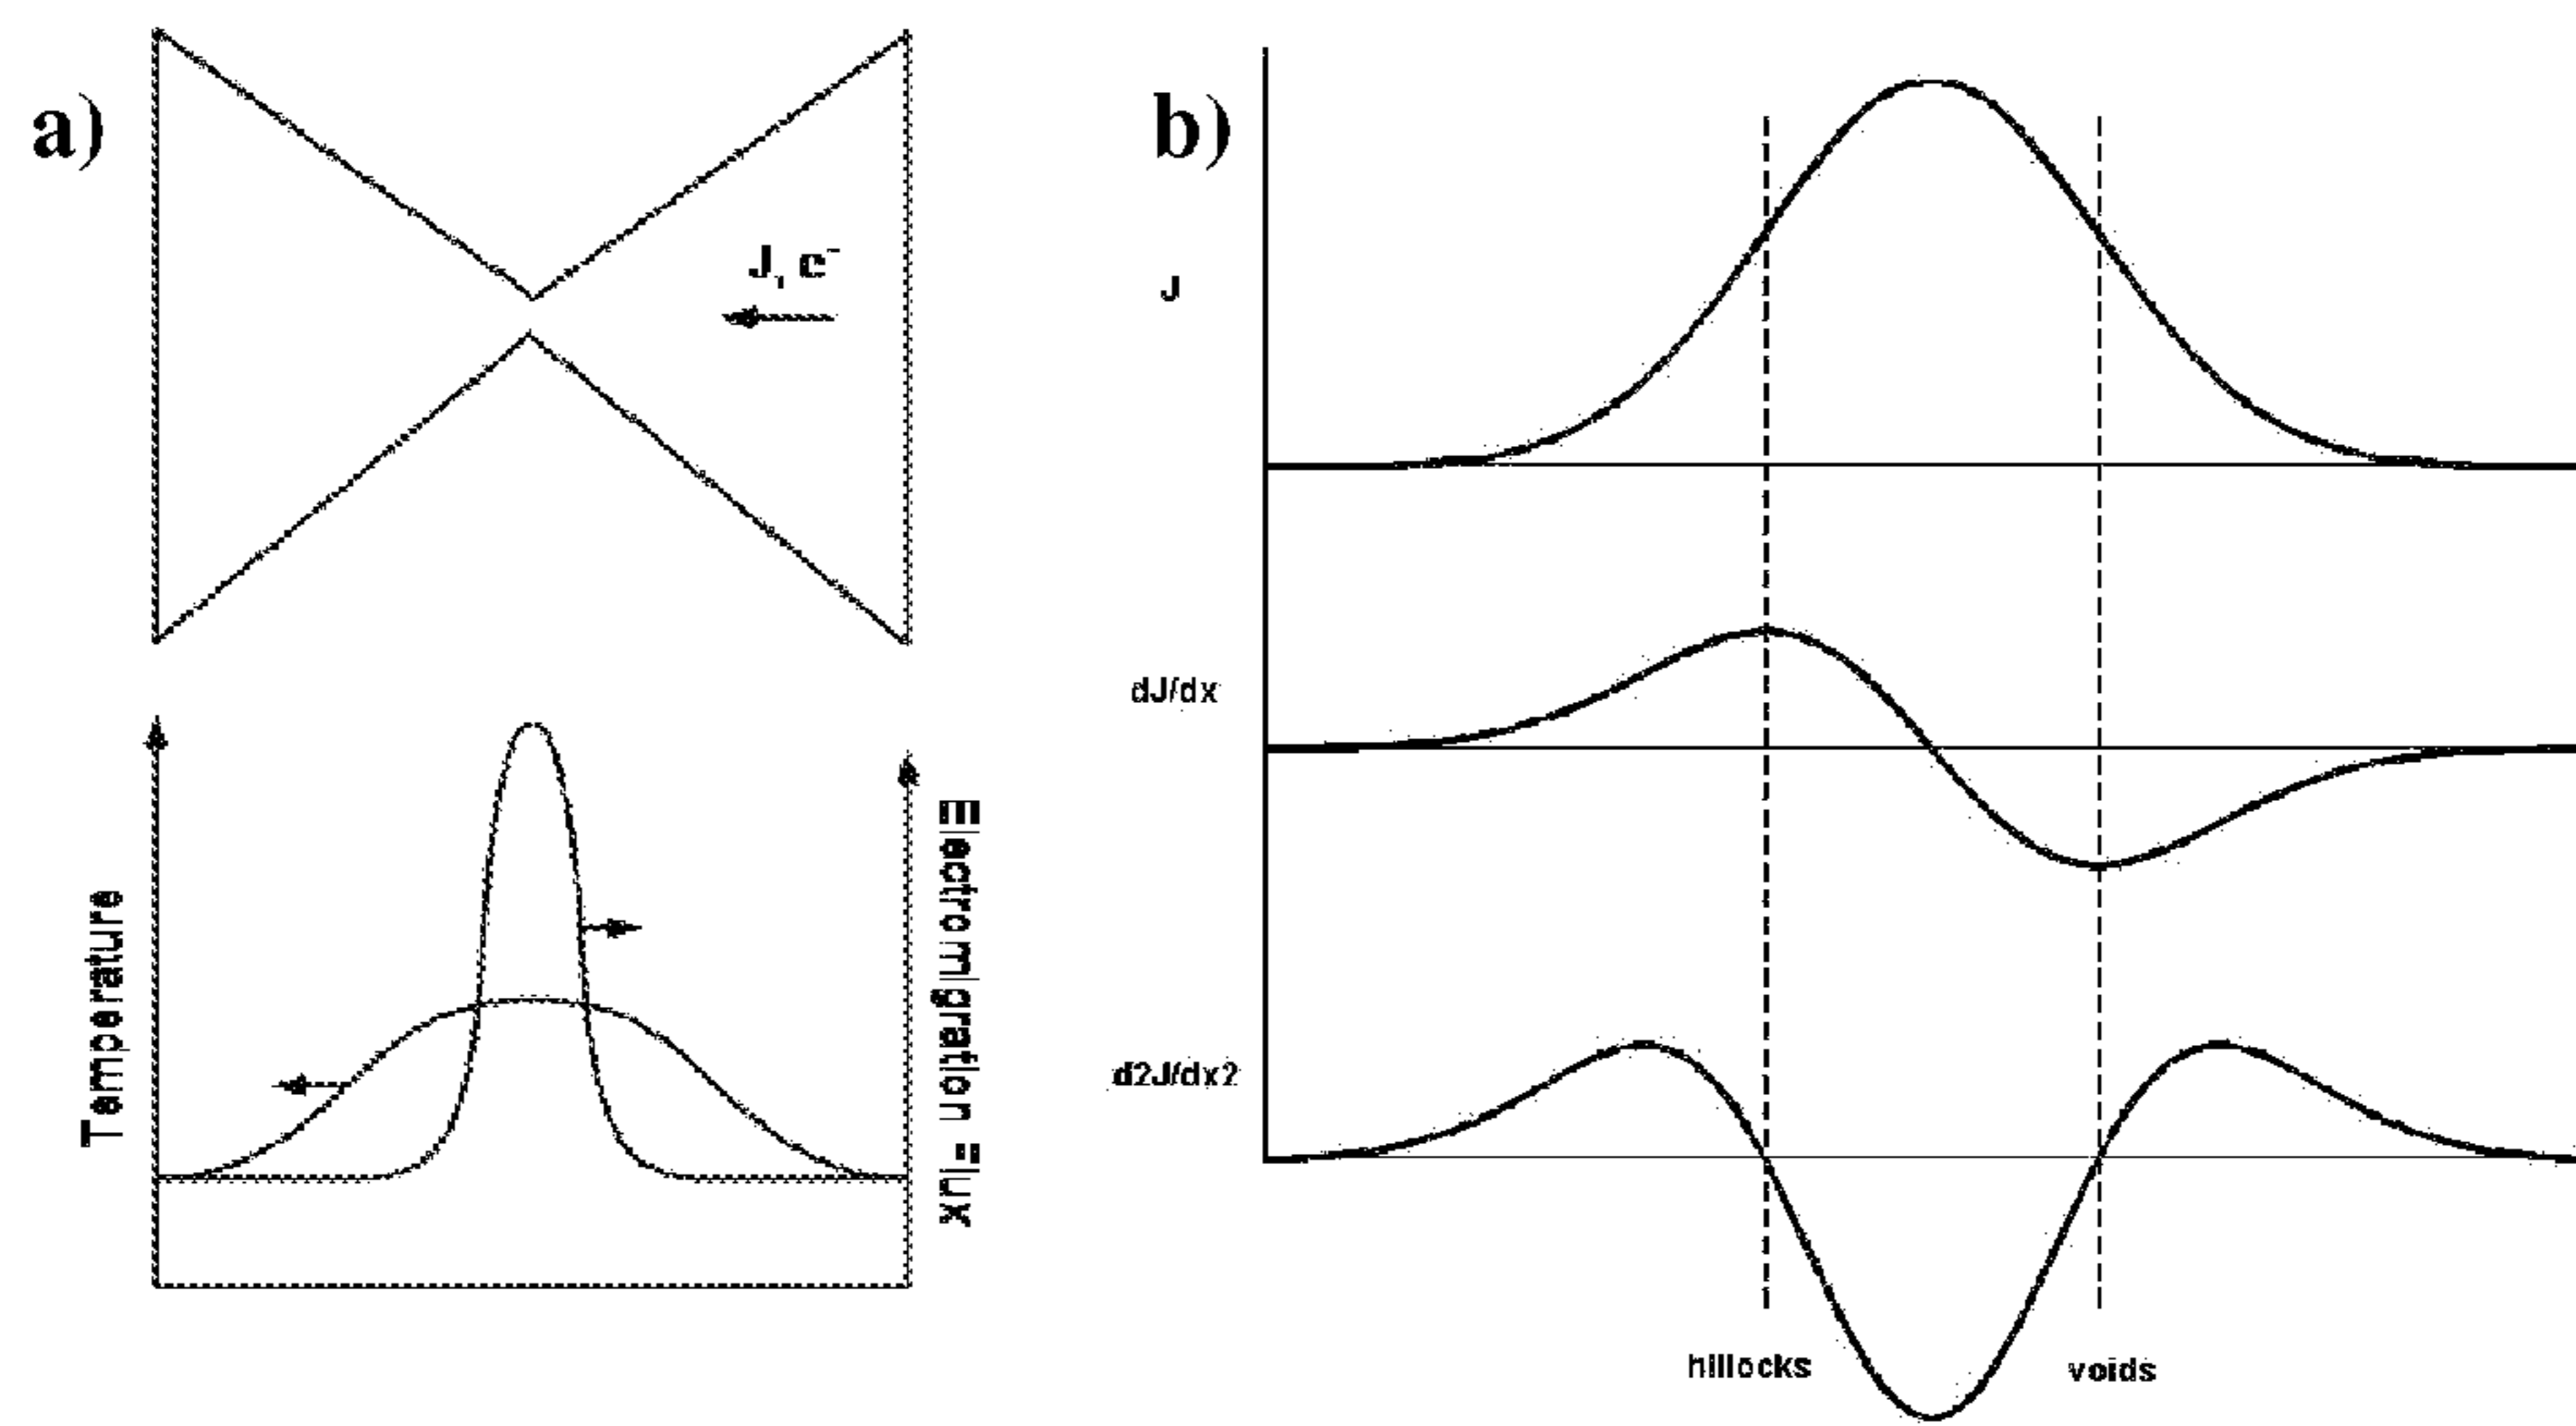 a)
J, e⁻
Temperature
Electromigration Flux
b)
J
dJ/dx
d2J/dx2
hillocks
voids